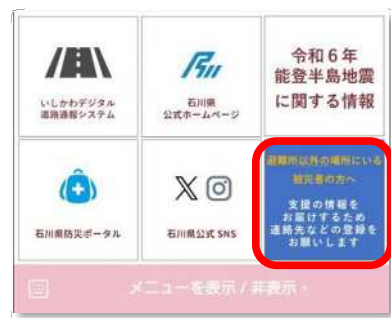 いしかわデジタル
道路通報システム
石川県
公式ホームページ
令和6年
能登半島地震
に関する情報
石川県防災ポータル
石川県公式 SNS
避難所以外の場所にいる
被災者の方へ
支援の情報を
お届けするため
連絡先などの登録を
お願いします
メニューを表示 / 非表示